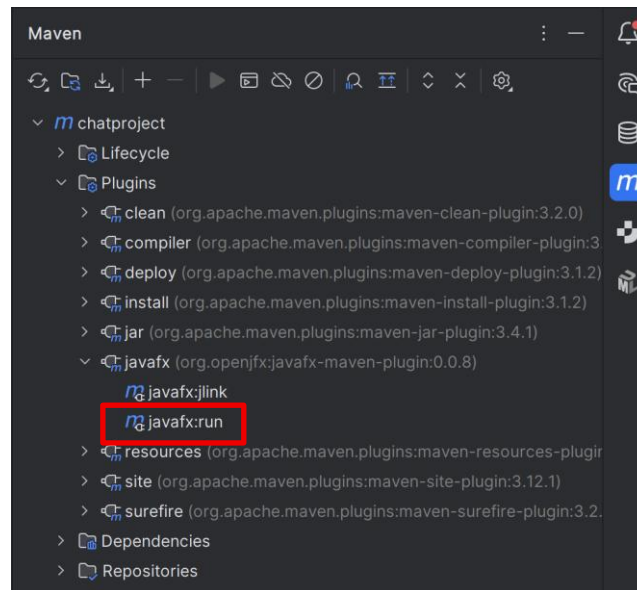 Maven
m chatproject
Lifecycle
Plugins
clean (org.apache.maven.plugins:maven-clean-plugin:3.2.0)
compiler (org.apache.maven.plugins:maven-compiler-plugin:3.
deploy (org.apache.maven.plugins:maven-deploy-plugin:3.1.2)
install (org.apache.maven.plugins:maven-install-plugin:3.1.2)
jar (org.apache.maven.plugins:maven-jar-plugin:3.4.1)
javafx (org.openjfx:javafx-maven-plugin:0.0.8)
javafx:jlink
javafx:run
resources (org.apache.maven.plugins:maven-resources-plugin
site (org.apache.maven.plugins:maven-site-plugin:3.12.1)
surefire (org.apache.maven.plugins:maven-surefire-plugin:3.2.
Dependencies
Repositories